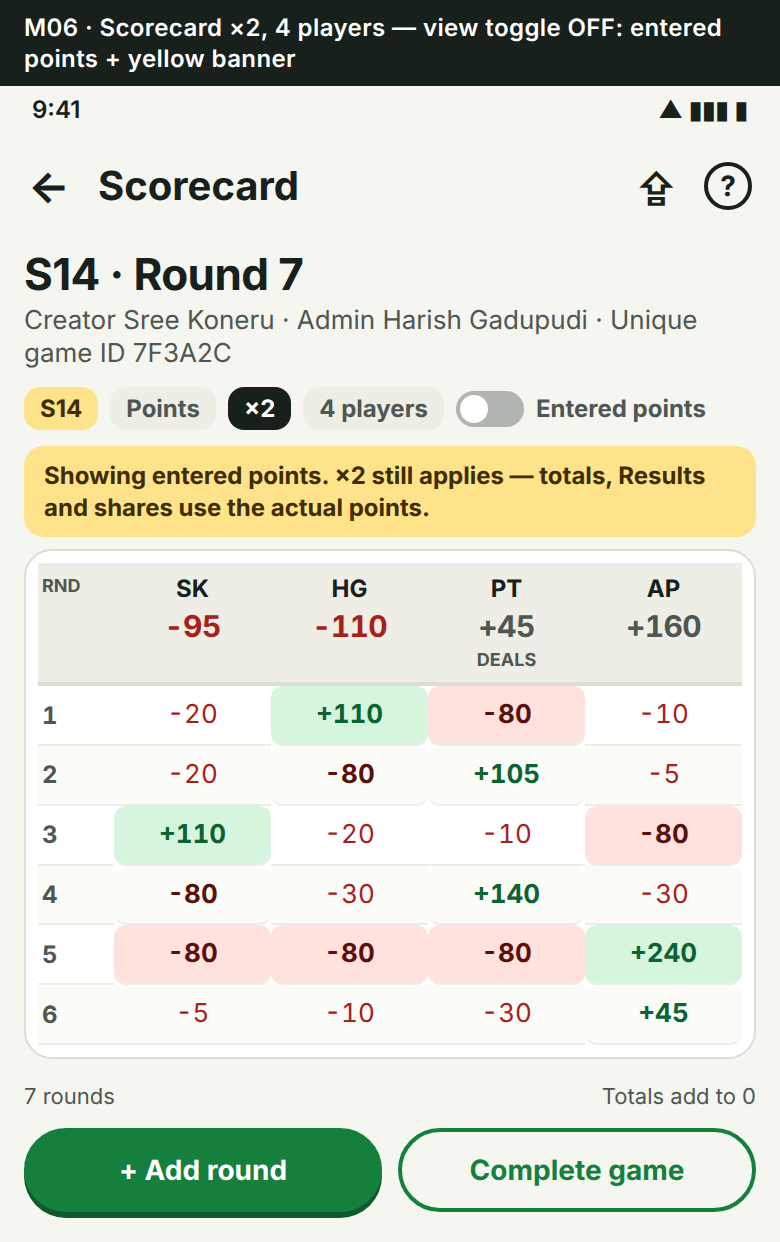 M06 · Scorecard ×2, 4 players — view toggle OFF: entered
points + yellow banner
9:41
← Scorecard ?
S14 · Round 7
Creator Sree Koneru · Admin Harish Gadupudi · Unique
game ID 7F3A2C
S14 Points ×2 4 players Entered points
Showing entered points. ×2 still applies — totals, Results
and shares use the actual points.
RND SK HG PT AP
-95 -110 +45 +160
DEALS
1 -20 +110 -80 -10
2 -20 -80 +105 -5
3 +110 -20 -10 -80
4 -80 -30 +140 -30
5 -80 -80 -80 +240
6 -5 -10 -30 +45
7 rounds Totals add to 0
+ Add round Complete game